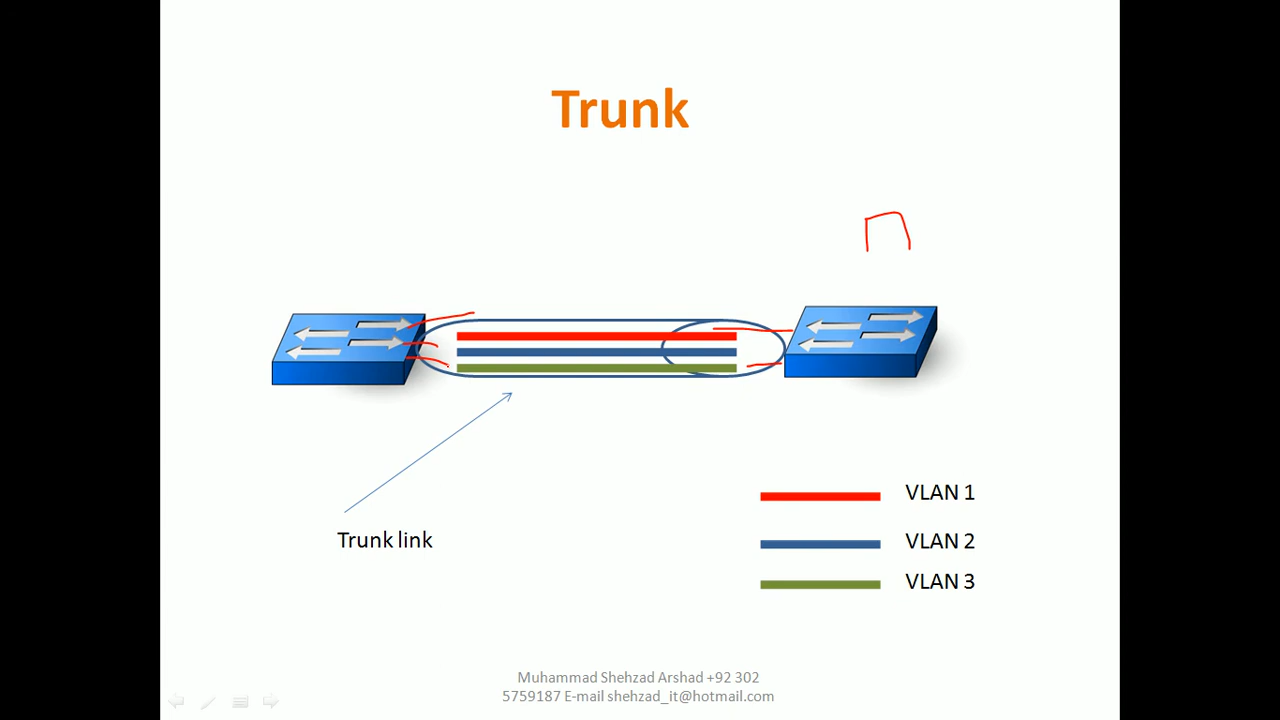 Trunk
Trunk link
VLAN 1
VLAN 2
VLAN 3
Muhammad Shehzad Arshad +92 302
5759187 E-mail shehzad_it@hotmail.com